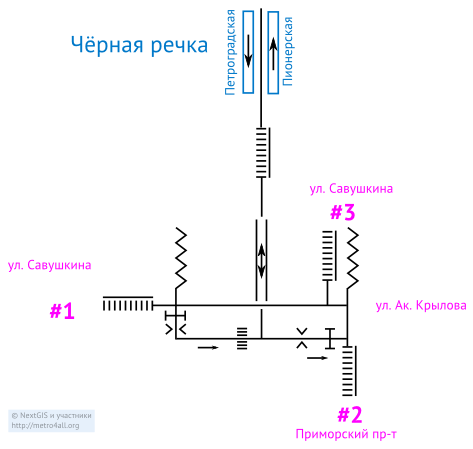 Чёрная речка
Петроградская
Пионерская
ул. Савушкина
#3
ул. Савушкина
#1
ул. Ак. Крылова
#2
Приморский пр-т
© NextGIS и участники
http://metro4all.org